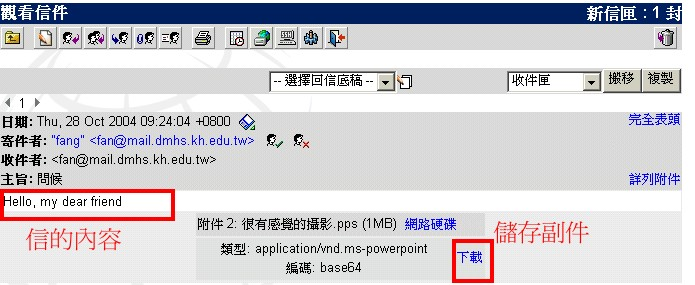 觀看信件 新信匣 : 1 封
-- 選擇回信底稿 -- 收件匣 搬移 複製
1
日期: Thu, 28 Oct 2004 09:24:04 +0800 完全表頭
寄件者: "fang" <fan@mail.dmhs.kh.edu.tw>
收件者: <fan@mail.dmhs.kh.edu.tw>
主旨: 問候 詳列附件
Hello, my dear friend
信的內容
附件 2: 很有感覺的攝影.pps (1MB) 網路硬碟
儲存副件
類型: application/vnd.ms-powerpoint
下載
編碼: base64